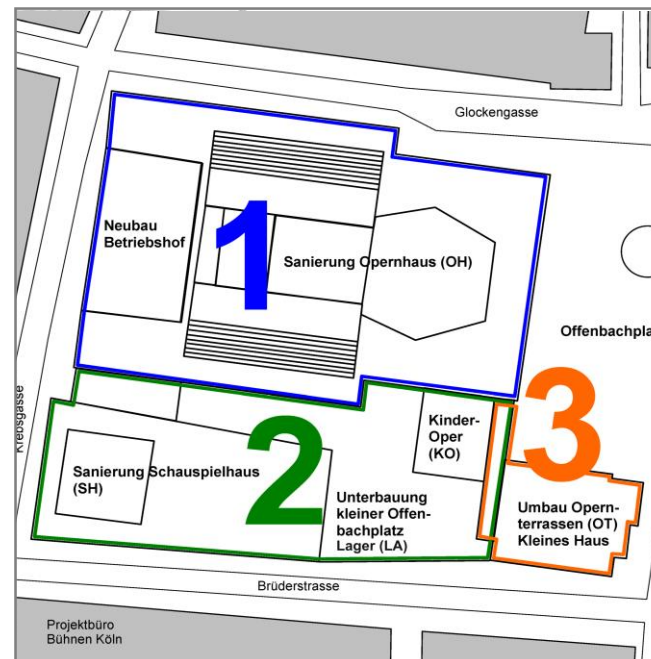 Glockengasse
Neubau
Betriebshof
1
Sanierung Opernhaus (OH)
Offenbachpla
3
Krebsgasse
2
Kinder-
Oper
(KO)
Sanierung Schauspielhaus
(SH)
Unterbauung
kleiner Offen-
bachplatz
Lager (LA)
Umbau Opern-
terrassen (OT)
Kleines Haus
Brüderstrasse
Projektbüro
Bühnen Köln